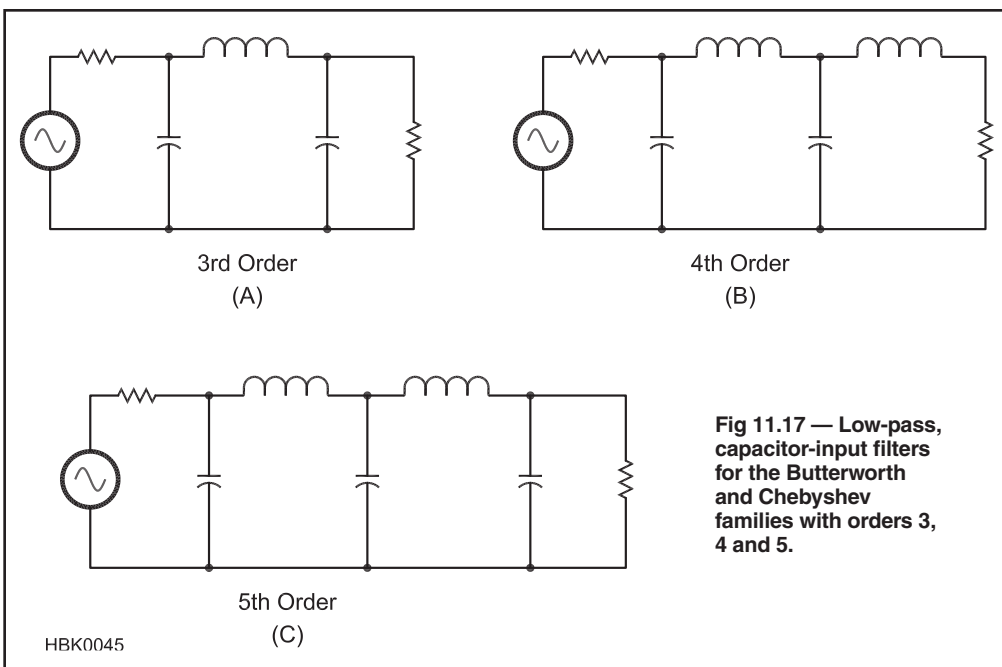 3rd Order
(A)
4th Order
(B)
Fig 11.17 — Low-pass,
capacitor-input filters
for the Butterworth
and Chebyshev
families with orders 3,
4 and 5.
5th Order
(C)
HBK0045